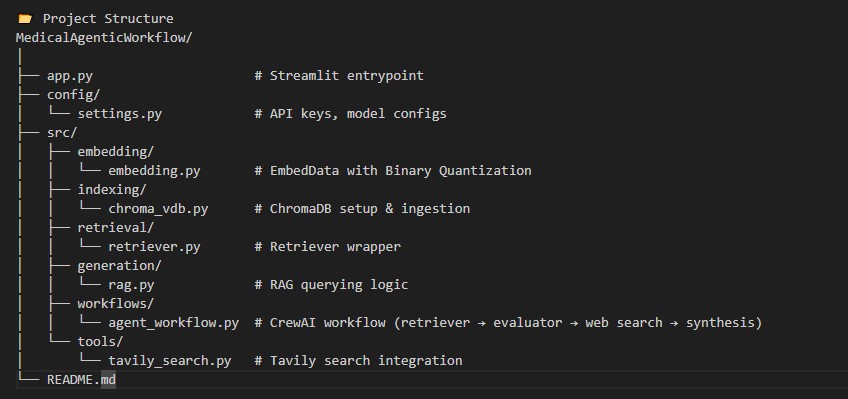 📂 Project Structure
MedicalAgenticWorkflow/
│
├── app.py                     # Streamlit entrypoint
├── config/
│   └── settings.py            # API keys, model configs
├── src/
│   ├── embedding/
│   │   └── embedding.py       # EmbedData with Binary Quantization
│   ├── indexing/
│   │   └── chroma_vdb.py      # ChromaDB setup & ingestion
│   ├── retrieval/
│   │   └── retriever.py       # Retriever wrapper
│   ├── generation/
│   │   └── rag.py             # RAG querying logic
│   ├── workflows/
│   │   └── agent_workflow.py  # CrewAI workflow (retriever → evaluator → web search → synthesis)
│   └── tools/
│       └── tavily_search.py   # Tavily search integration
└── README.md